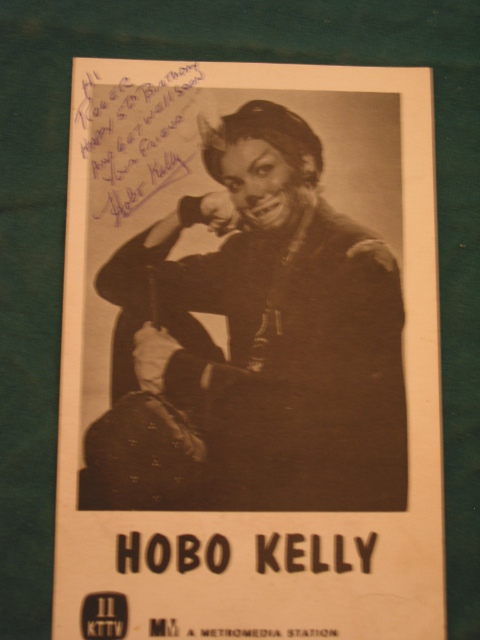 Hi
Roger
Happy 5th Birthday
And get well soon
Your Friend
Hobo Kelly
HOBO KELLY
11
KTTV
MM A METROMEDIA STATION